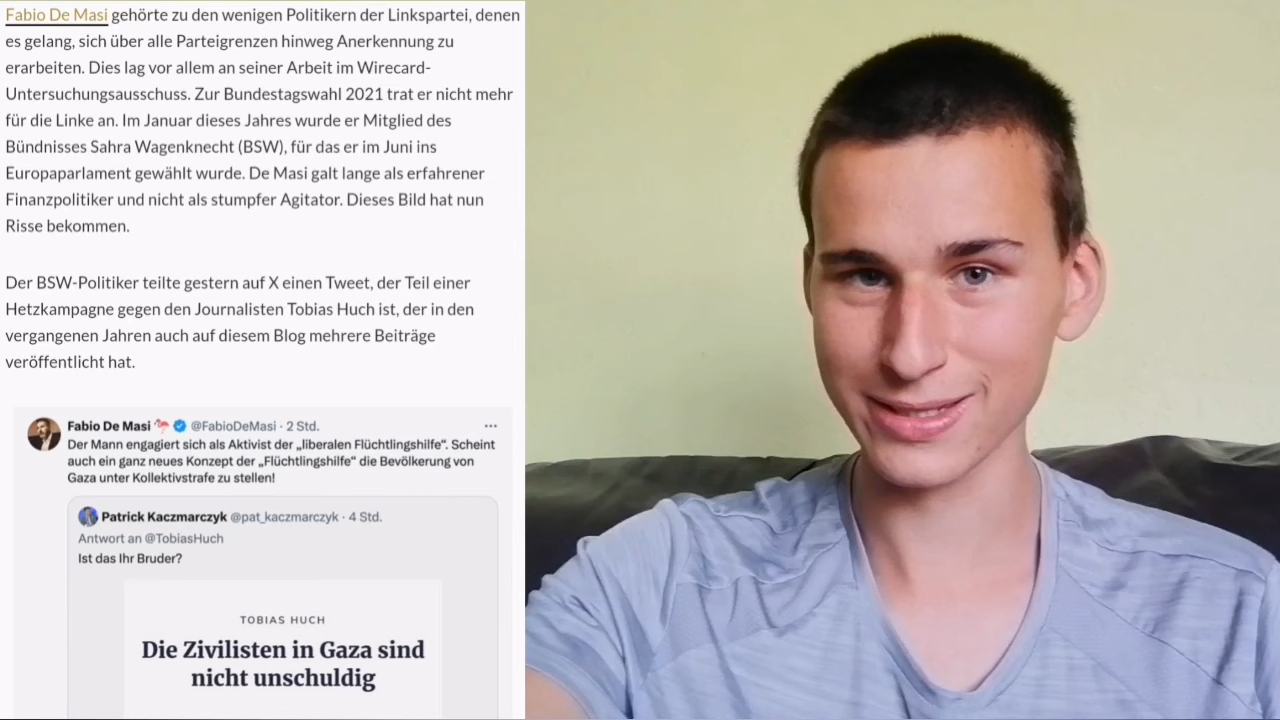 Fabio De Masi gehörte zu den wenigen Politikern der Linkspartei, denen
es gelang, sich über alle Parteigrenzen hinweg Anerkennung zu
erarbeiten. Dies lag vor allem an seiner Arbeit im Wirecard-
Untersuchungsausschuss. Zur Bundestagswahl 2021 trat er nicht mehr
für die Linke an. Im Januar dieses Jahres wurde er Mitglied des
Bündnisses Sahra Wagenknecht (BSW), für das er im Juni ins
Europaparlament gewählt wurde. De Masi galt lange als erfahrener
Finanzpolitiker und nicht als stumpfer Agitator. Dieses Bild hat nun
Risse bekommen.
Der BSW-Politiker teilte gestern auf X einen Tweet, der Teil einer
Hetzkampagne gegen den Journalisten Tobias Huch ist, der in den
vergangenen Jahren auch auf diesem Blog mehrere Beiträge
veröffentlicht hat.
Fabio De Masi 🦩 @FabioDeMasi · 2 Std.
Der Mann engagiert sich als Aktivist der „liberalen Flüchtlingshilfe“. Scheint
auch ein ganz neues Konzept der „Flüchtlingshilfe“ die Bevölkerung von
Gaza unter Kollektivstrafe zu stellen!
Patrick Kaczmarczyk @pat_kaczmarczyk · 4 Std.
Antwort an @TobiasHuch
Ist das Ihr Bruder?
TOBIAS HUCH
Die Zivilisten in Gaza sind
nicht unschuldig